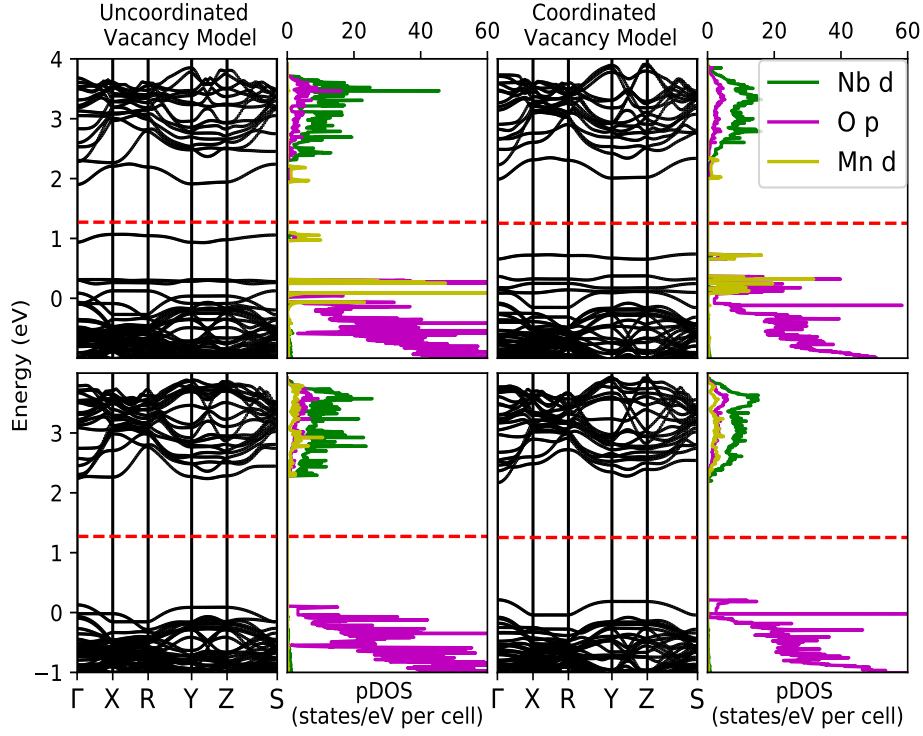 Uncoordinated
Vacancy Model
0 20 40 60
Coordinated
Vacancy Model
0 20 40 60
4
3
2
1
0
Nb d
O p
Mn d
Energy (eV)
3
2
1
0
−1
Γ X R Y Z S
pDOS
(states/eV per cell)
Γ X R Y Z S
pDOS
(states/eV per cell)